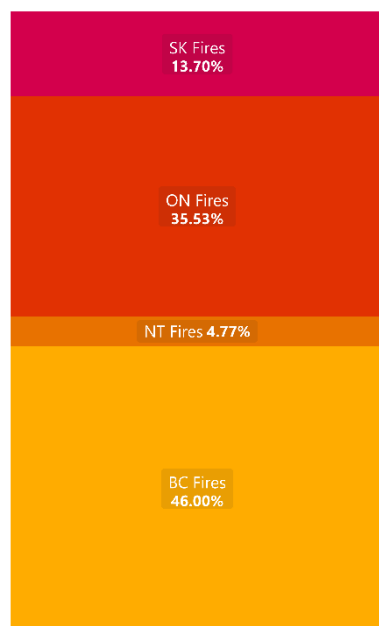 SK Fires
13.70%
ON Fires
35.53%
NT Fires 4.77%
BC Fires
46.00%